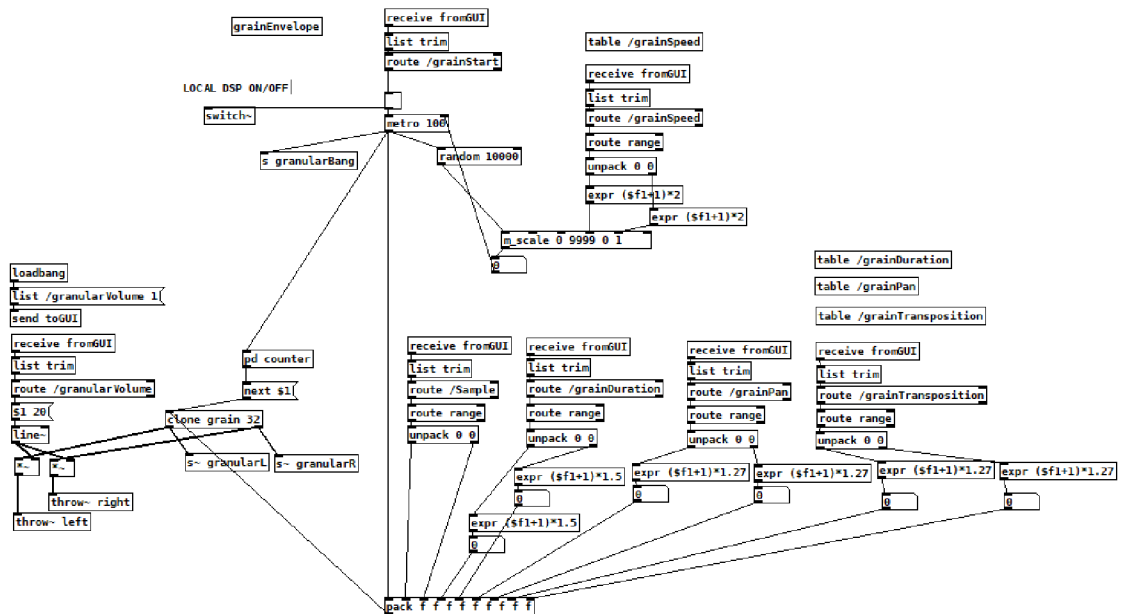 grainEnvelope
receive fromGUI
list trim
route /grainStart
LOCAL DSP ON/OFF
switch~
metro 100
s granularBang
random 10000
table /grainSpeed
receive fromGUI
list trim
route /grainSpeed
route range
unpack 0 0
expr ($f1+1)*2
expr ($f1+1)*2
m_scale 0 9999 0 1
0
loadbang
list /granularVolume 1
send toGUI
receive fromGUI
list trim
route /granularVolume
$1 20
line~
*~
*~
throw~ right
throw~ left
pd counter
next $1
clone grain 32
s~ granularL
s~ granularR
receive fromGUI
list trim
route /Sample
route range
unpack 0 0
receive fromGUI
list trim
route /grainDuration
route range
unpack 0 0
expr ($f1+1)*1.5
0
expr ($f1+1)*1.5
0
receive fromGUI
list trim
route /grainPan
route range
unpack 0 0
expr ($f1+1)*1.27
0
expr ($f1+1)*1.27
0
table /grainDuration
table /grainPan
table /grainTransposition
receive fromGUI
list trim
route /grainTransposition
route range
unpack 0 0
expr ($f1+1)*1.27
0
expr ($f1+1)*1.27
0
pack f f f f f f f f